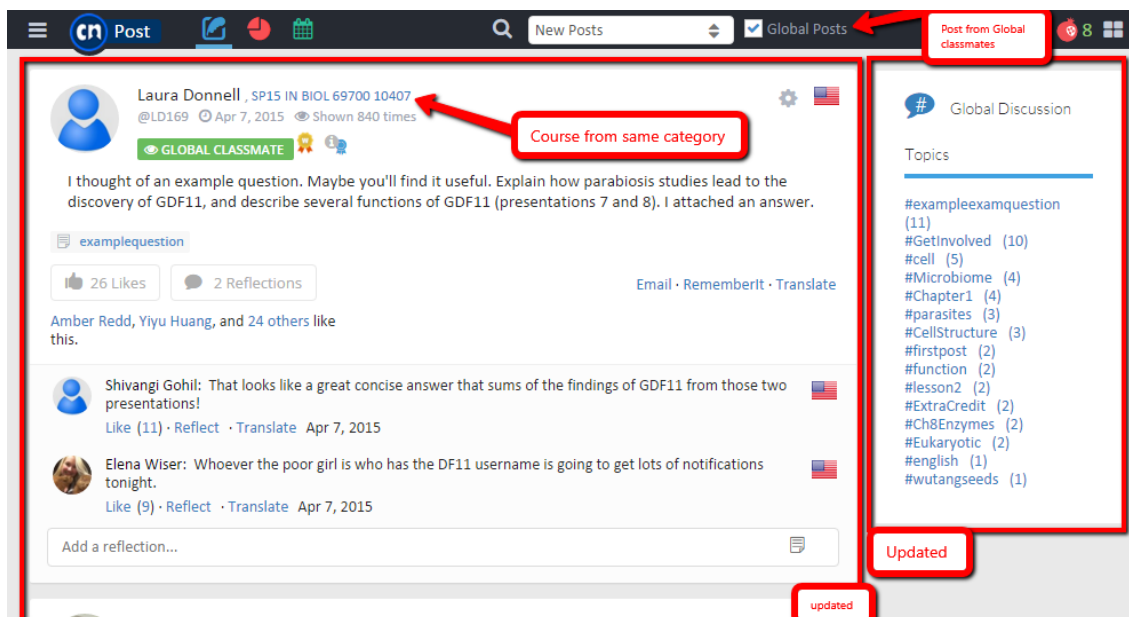 cn Post
New Posts
Global Posts
Post from Global
classmates
8
Laura Donnell , SP15 IN BIOL 69700 10407
@LD169 Apr 7, 2015 Shown 840 times
GLOBAL CLASSMATE
Course from same category
I thought of an example question. Maybe you'll find it useful. Explain how parabiosis studies lead to the
discovery of GDF11, and describe several functions of GDF11 (presentations 7 and 8). I attached an answer.
examplequestion
26 Likes
2 Reflections
Email · RememberIt · Translate
Amber Redd, Yiyu Huang, and 24 others like
this.
Shivangi Gohil: That looks like a great concise answer that sums of the findings of GDF11 from those two
presentations!
Like (11) · Reflect · Translate Apr 7, 2015
Elena Wiser: Whoever the poor girl is who has the DF11 username is going to get lots of notifications
tonight.
Like (9) · Reflect · Translate Apr 7, 2015
Add a reflection...
updated
# Global Discussion
Topics
#exampleexamquestion
(11)
#GetInvolved (10)
#cell (5)
#Microbiome (4)
#Chapter1 (4)
#parasites (3)
#CellStructure (3)
#firstpost (2)
#function (2)
#lesson2 (2)
#ExtraCredit (2)
#Ch8Enzymes (2)
#Eukaryotic (2)
#english (1)
#wutangseeds (1)
Updated